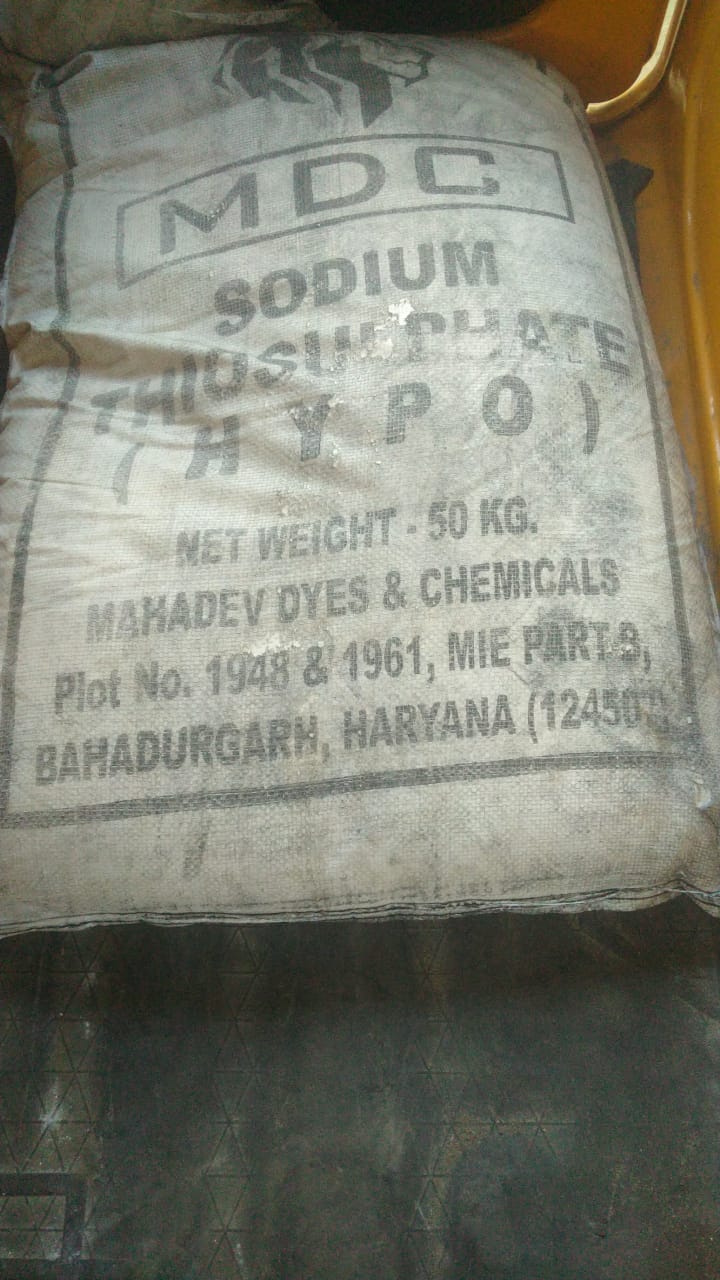 MDC
SODIUM
THIOSULPHATE
( H Y P O )
NET WEIGHT - 50 KG.
MAHADEV DYES & CHEMICALS
Plot No. 1948 & 1961, MIE PART-B,
BAHADURGARH, HARYANA